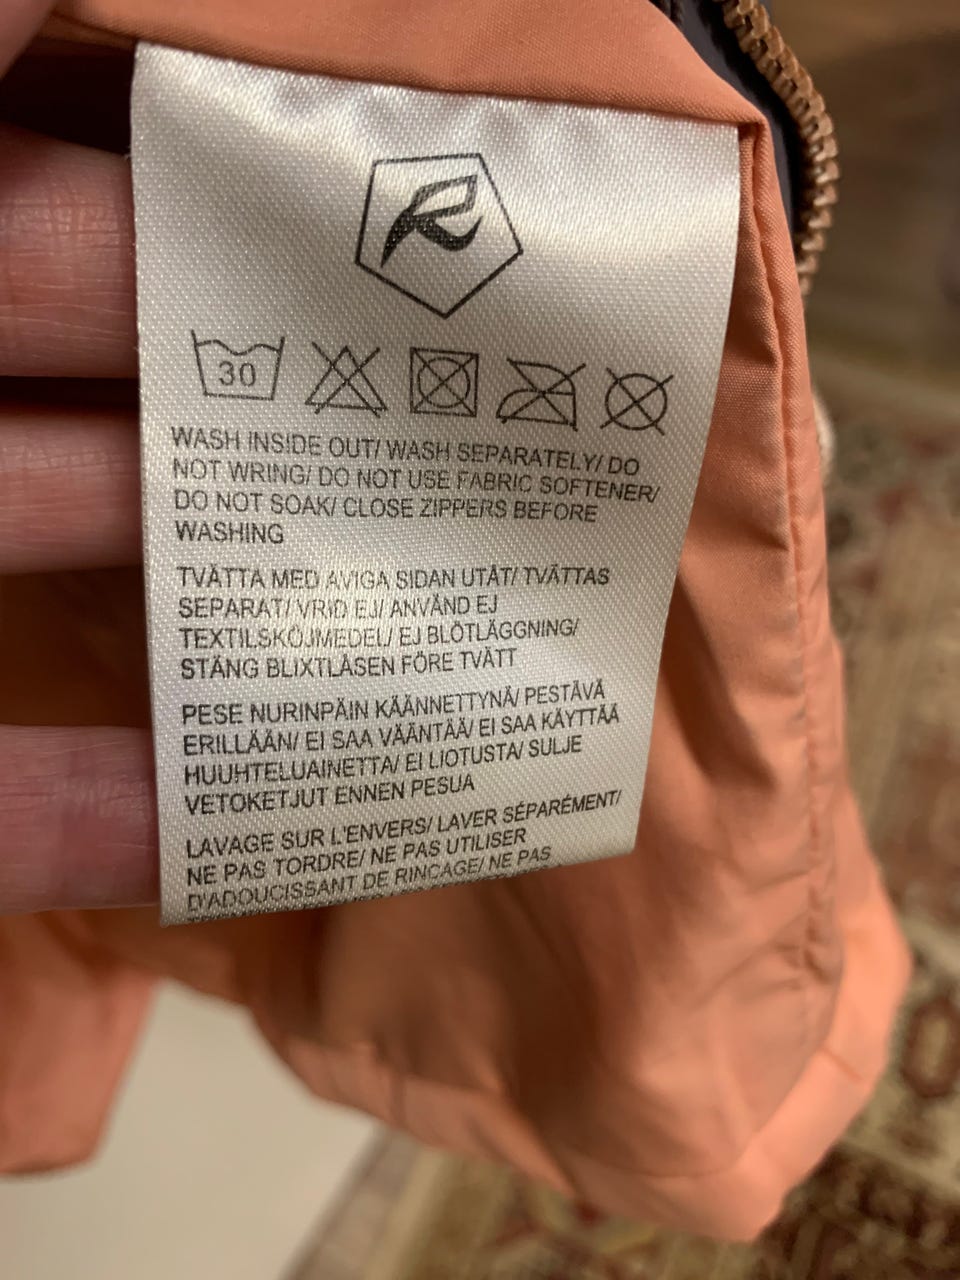 30
WASH INSIDE OUT/ WASH SEPARATELY/ DO
NOT WRING/ DO NOT USE FABRIC SOFTENER/
DO NOT SOAK/ CLOSE ZIPPERS BEFORE
WASHING
TVÄTTA MED AVIGA SIDAN UTÅT/ TVÄTTAS
SEPARAT/ VRID EJ/ ANVÄND EJ
TEXTILSKÖJMEDEL/ EJ BLÖTLÄGGNING/
STÄNG BLIXTLÅSEN FÖRE TVÄTT
PESE NURINPÄIN KÄÄNNETTYNÄ/ PESTÄVÄ
ERILLÄÄN/ EI SAA VÄÄNTÄÄ/ EI SAA KÄYTTÄÄ
HUUHTELUAINETTA/ EI LIOTUSTA/ SULJE
VETOKETJUT ENNEN PESUA
LAVAGE SUR L'ENVERS/ LAVER SÉPARÉMENT/
NE PAS TORDRE/ NE PAS UTILISER
D'ADOUCISSANT DE RINCAGE/ NE PAS